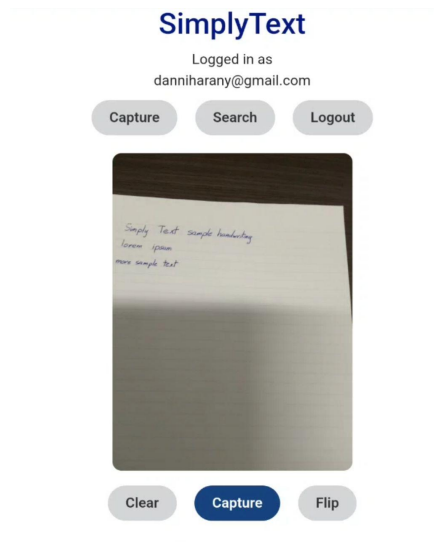 SimplyText
Logged in as
danniharany@gmail.com
Capture Search Logout
Simply Text sample handwriting
lorem ipsum
more sample text
Clear Capture Flip